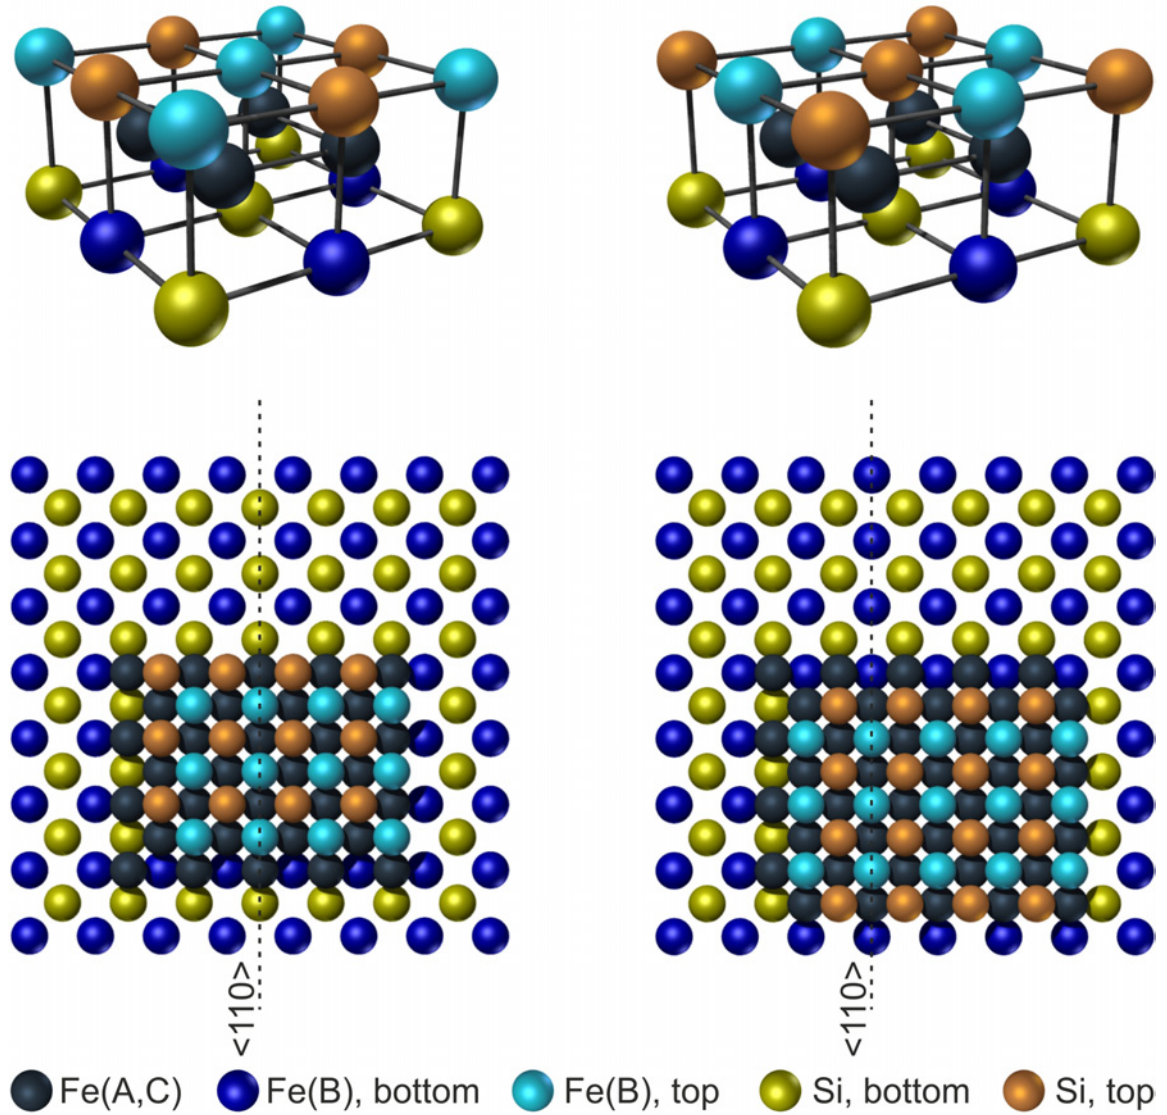 <110>
<110>
Fe(A,C)
Fe(B), bottom
Fe(B), top
Si, bottom
Si, top